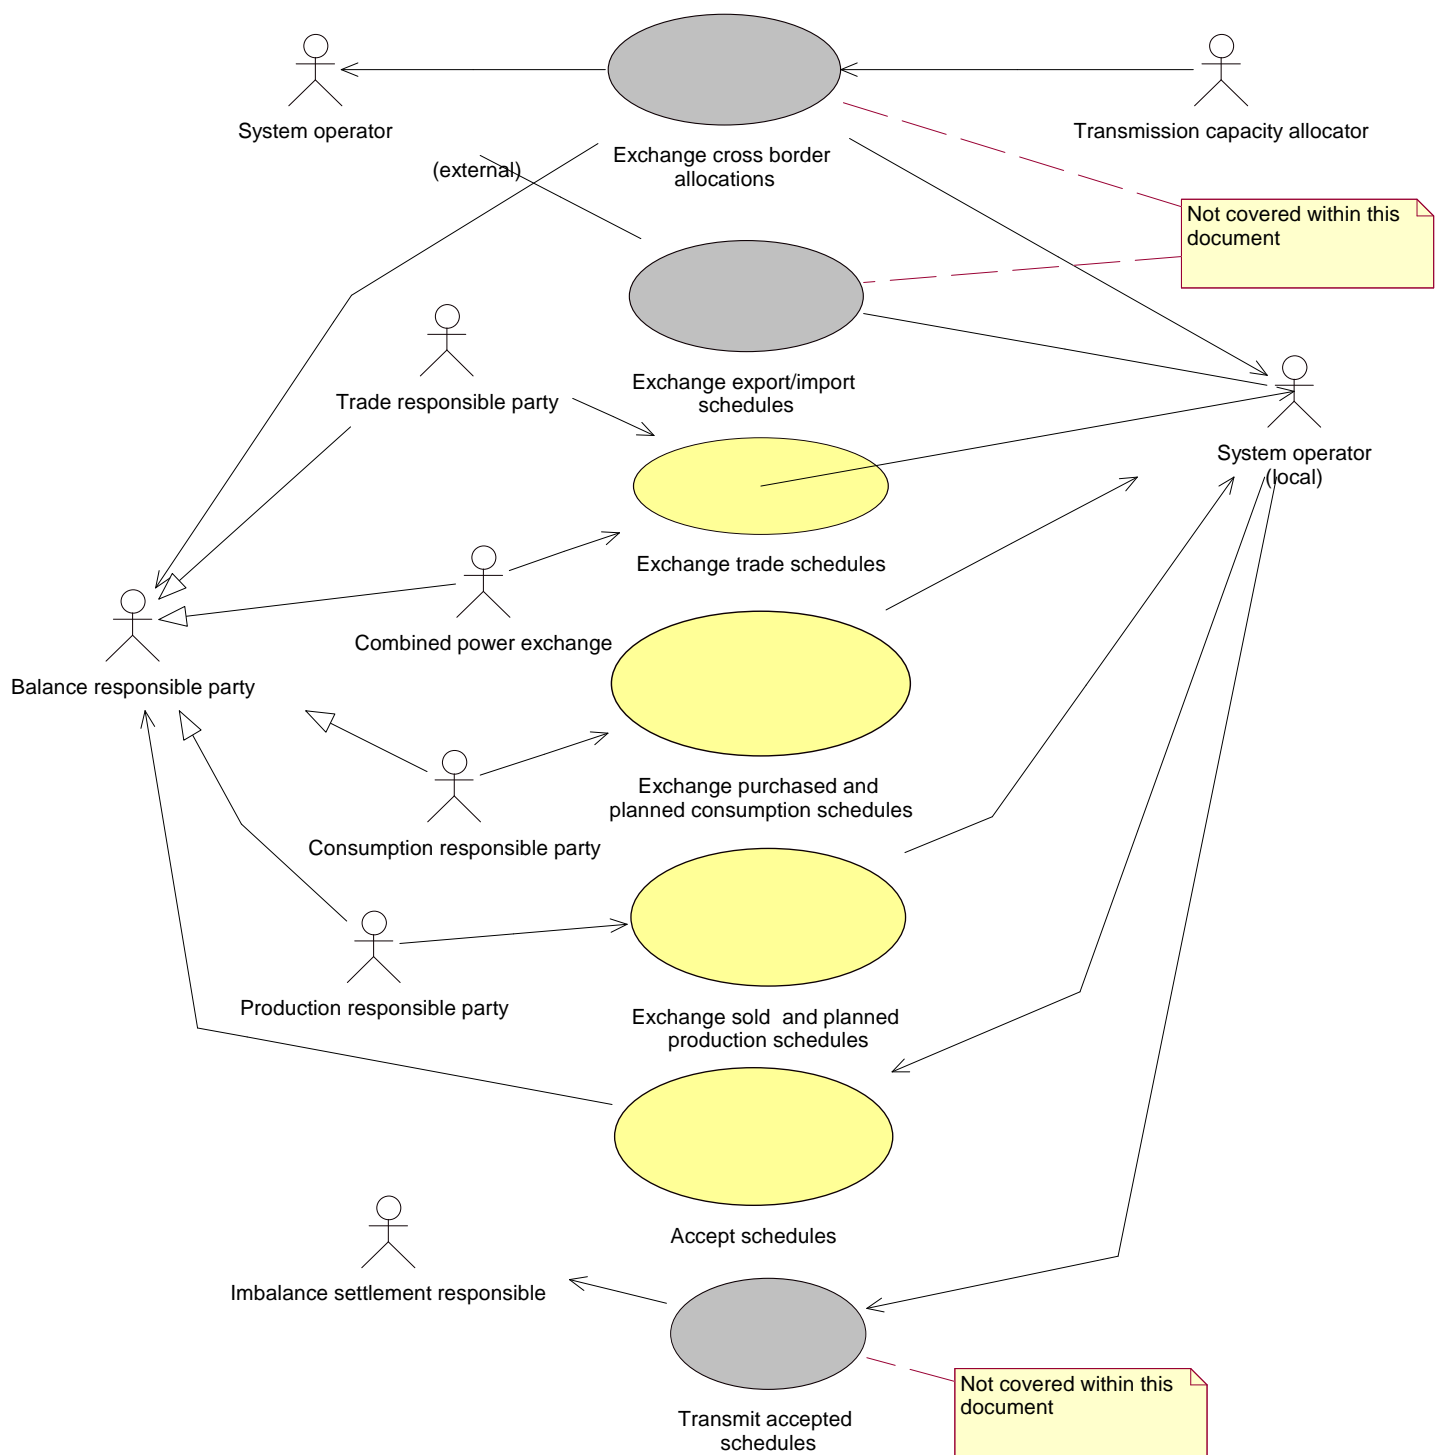 System operator
(external)
Exchange cross border
allocations
Transmission capacity allocator
Not covered within this
document
Exchange export/import
schedules
Trade responsible party
System operator
(local)
Exchange trade schedules
Combined power exchange
Balance responsible party
Exchange purchased and
planned consumption schedules
Consumption responsible party
Production responsible party
Exchange sold  and planned
production schedules
Accept schedules
Imbalance settlement responsible
Transmit accepted
schedules
Not covered within this
document